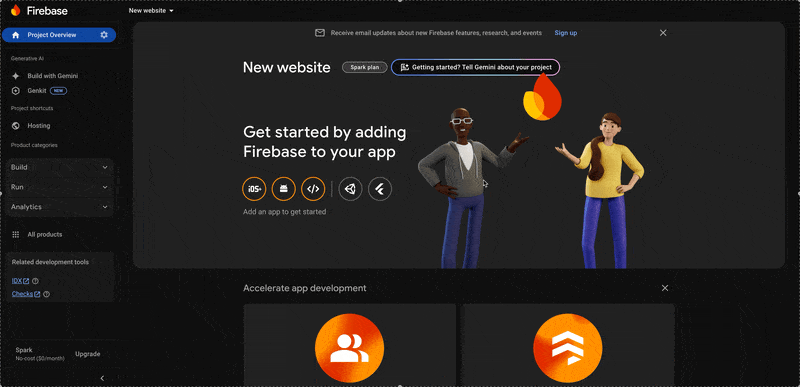 Firebase
New website
Project Overview
Receive email updates about new Firebase features, research, and events
Sign up
Generative AI
Build with Gemini
Genkit
NEW
Project shortcuts
Hosting
Product categories
Build
Run
Analytics
All products
Related development tools
IDX
Checks
Spark
No-cost ($0/month)
Upgrade
New website
Spark plan
Getting started? Tell Gemini about your project
Get started by adding
Firebase to your app
iOS+
Add an app to get started
Accelerate app development